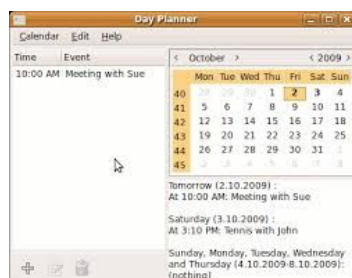 Day Planner
Calendar Edit Help
Time Event
10:00 AM Meeting with Sue
< October > < 2009 >
Mon Tue Wed Thu Fri Sat Sun
40 28 29 30 1 2 3 4
41 5 6 7 8 9 10 11
42 12 13 14 15 16 17 18
43 19 20 21 22 23 24 25
44 26 27 28 29 30 31
45
Tomorrow (2.10.2009) :
At 10:00 AM: Meeting with Sue
Saturday (3.10.2009) :
At 3:10 PM: Tennis with John
Sunday, Monday, Tuesday, Wednesday
and Thursday (4.10.2009-8.10.2009):
(nothing)